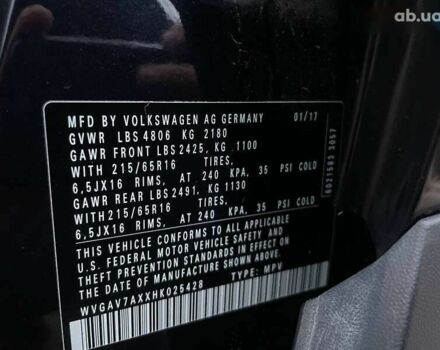 ab.ua
MFD BY VOLKSWAGEN AG GERMANY 01/17
GVWR LBS 4806 KG 2180
GAWR FRONT LBS 2425, KG 1100
WITH 215/65R16 TIRES,
6,5JX16 RIMS, AT 240 KPA, 35 PSI COLD
GAWR REAR LBS 2491, KG 1130
WITH 215/65R16 TIRES,
6,5JX16 RIMS, AT 240 KPA, 35 PSI COLD
THIS VEHICLE CONFORMS TO ALL APPLICABLE
U.S. FEDERAL MOTOR VEHICLE SAFETY AND
THEFT PREVENTION STANDARDS IN EFFECT ON
THE DATE OF MANUFACTURE SHOWN ABOVE.
WVGAV7AXXHK025428 TYPE: MPV
6021583 3057